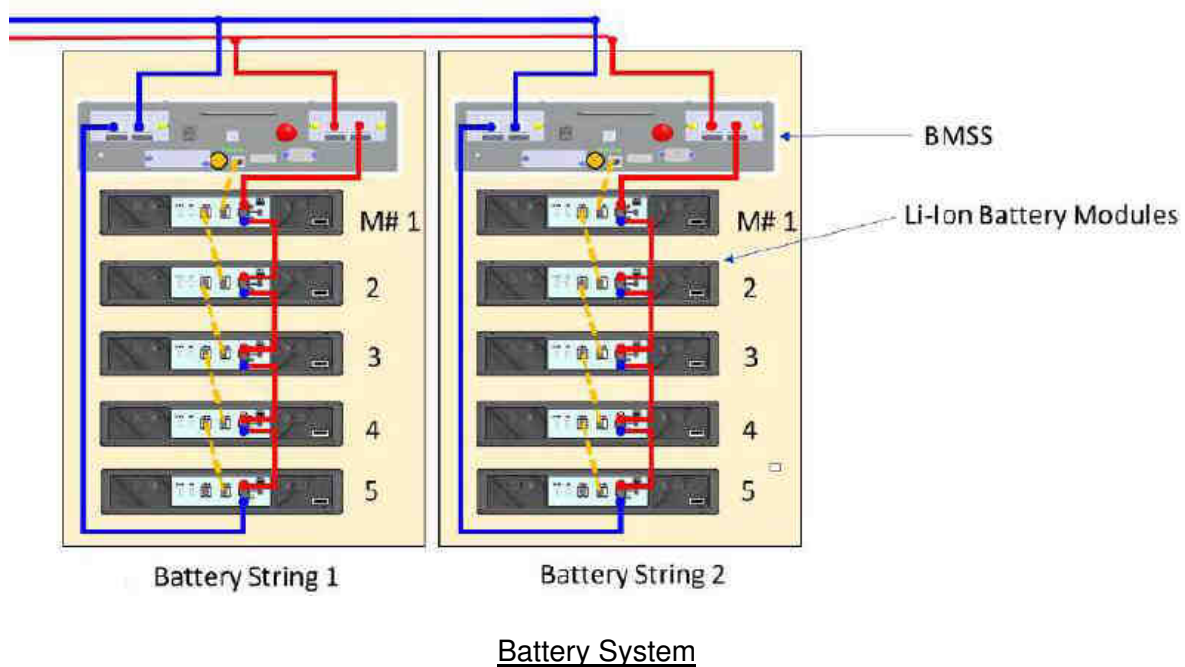 BMSS
M# 1
M# 1
Li-Ion Battery Modules
2
2
3
3
4
4
5
5
Battery String 1
Battery String 2
Battery System